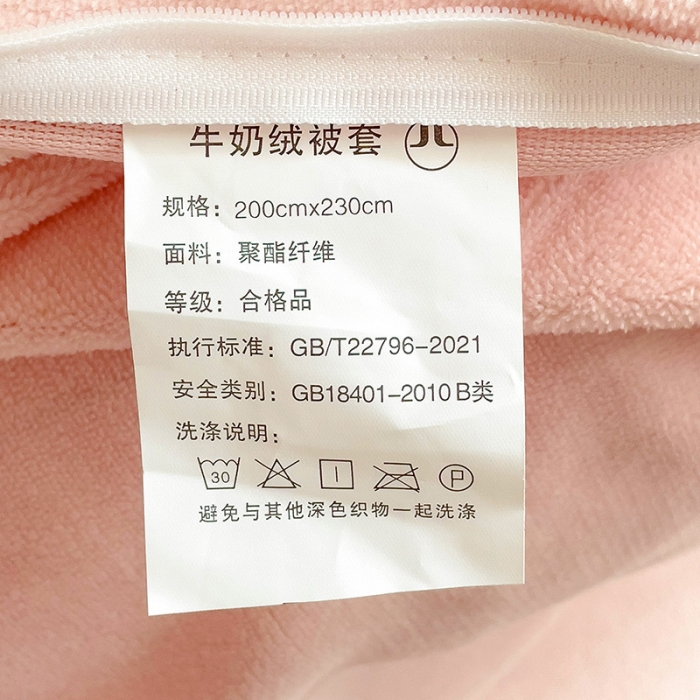 牛奶绒被套
规格：200cmx230cm
面料：聚酯纤维
等级：合格品
执行标准：GB/T22796-2021
安全类别：GB18401-2010 B类
洗涤说明：
30 P
避免与其他深色织物一起洗涤